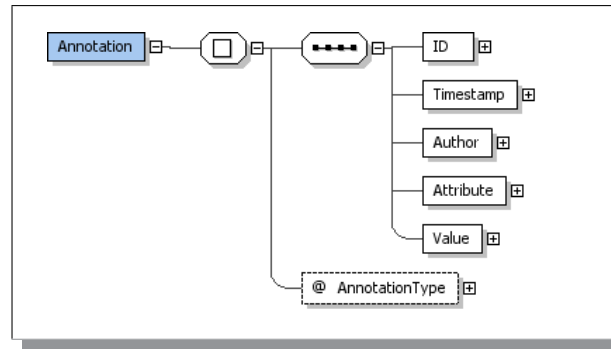 Annotation
ID
Timestamp
Author
Attribute
Value
@ AnnotationType